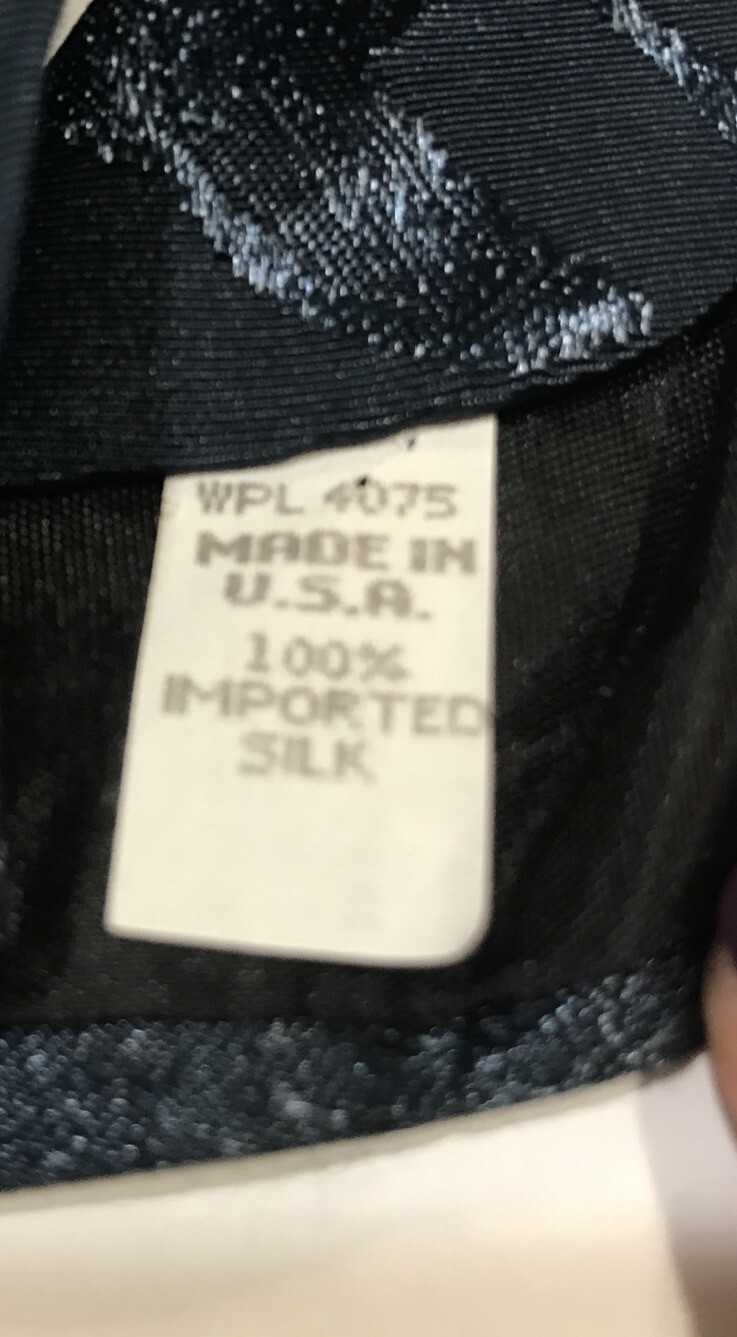 WPL 4075
MADE IN
U.S.A.
100%
IMPORTED
SILK